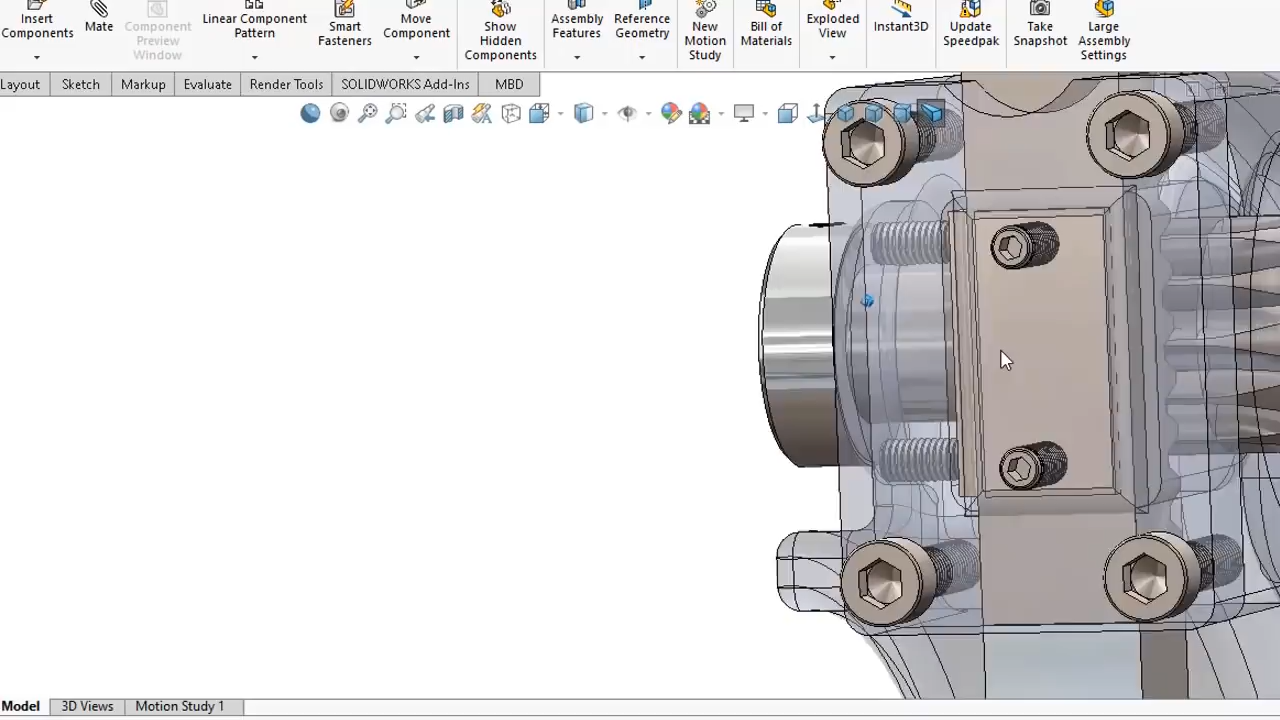 Insert Components
Mate
Component Preview Window
Linear Component Pattern
Smart Fasteners
Move Component
Show Hidden Components
Assembly Features
Reference Geometry
New Motion Study
Bill of Materials
Exploded View
Instant3D
Update Speedpak
Take Snapshot
Large Assembly Settings
Layout
Sketch
Markup
Evaluate
Render Tools
SOLIDWORKS Add-Ins
MBD
Model
3D Views
Motion Study 1